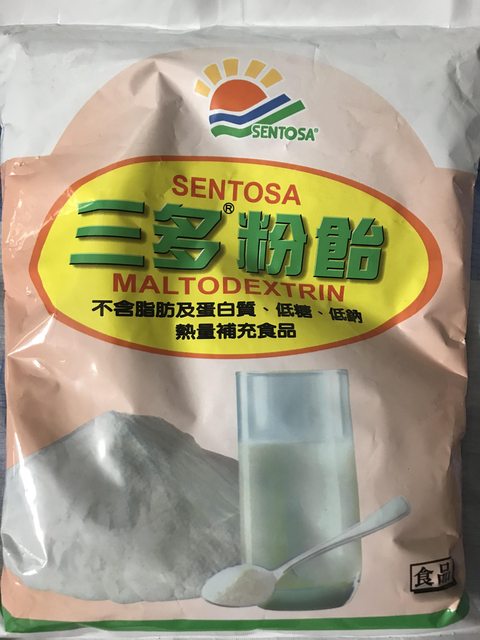 SENTOSA®
SENTOSA
三多®粉飴
MALTODEXTRIN
不含脂肪及蛋白質、低糖、低鈉
熱量補充食品
食品